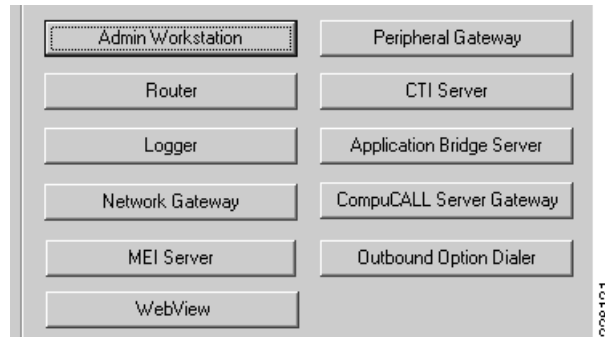 Admin Workstation
Peripheral Gateway
Router
CTI Server
Logger
Application Bridge Server
Network Gateway
CompuCALL Server Gateway
MEI Server
Outbound Option Dialer
WebView